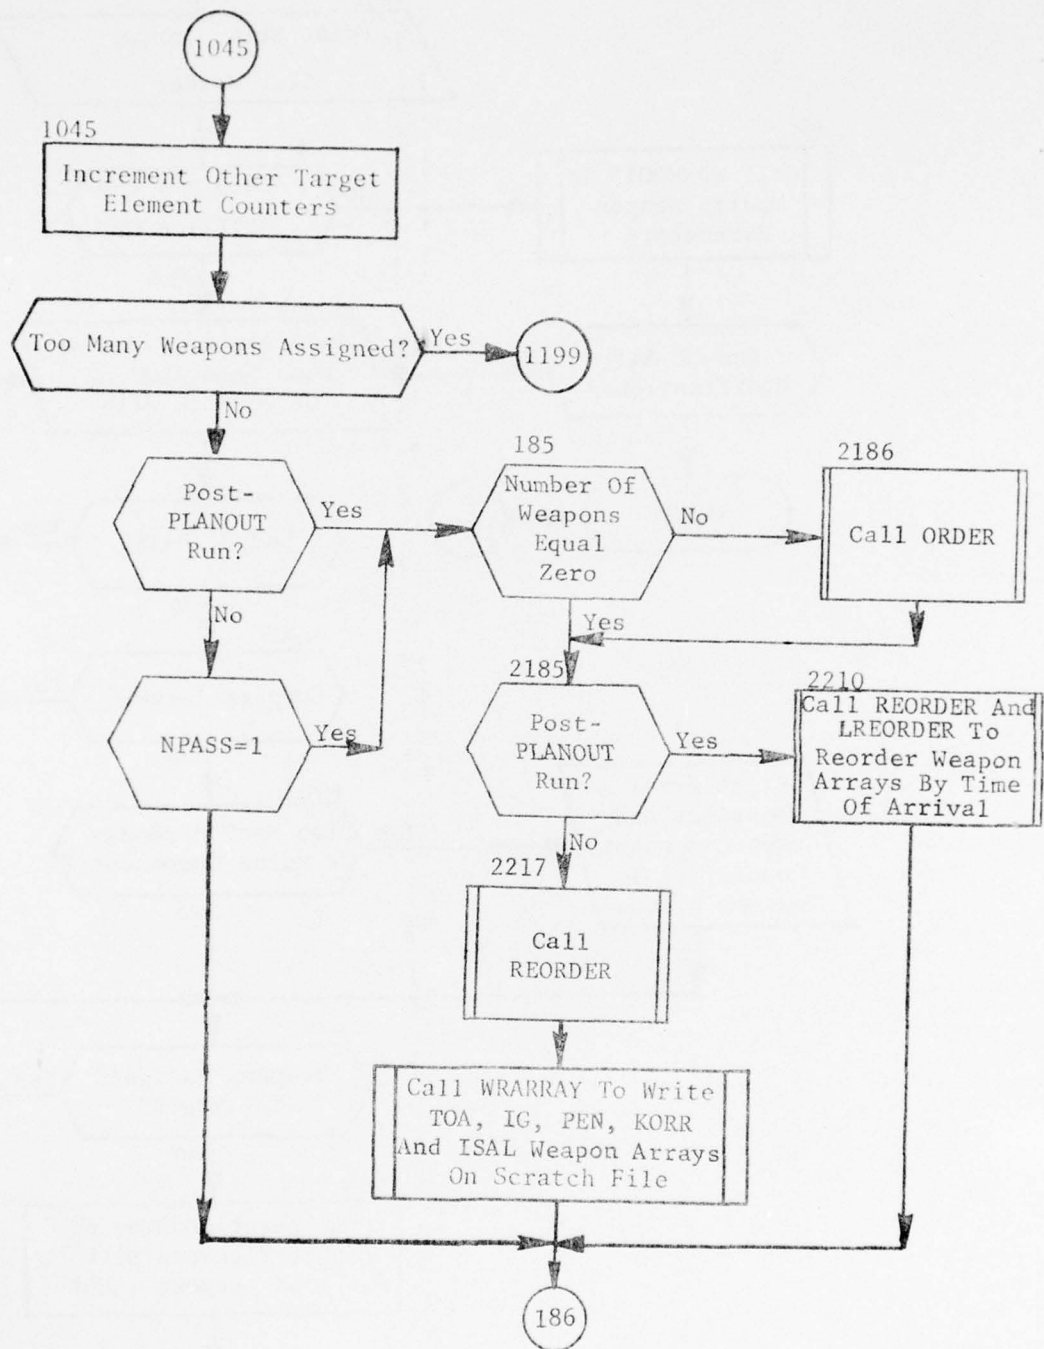 1045
1045
Increment Other Target
Element Counters
Too Many Weapons Assigned?
Yes
1199
No
Post-
PLANOUT
Run?
Yes
185
Number Of
Weapons
Equal
Zero
No
2186
Call ORDER
No
Yes
NPASS=1
Yes
2185
Post-
PLANOUT
Run?
Yes
2210
Call REORDER And
LREORDER To
Reorder Weapon
Arrays By Time
Of Arrival
No
2217
Call
REORDER
Call WRARRAY To Write
TOA, IG, PEN, KORR
And ISAL Weapon Arrays
On Scratch File
186